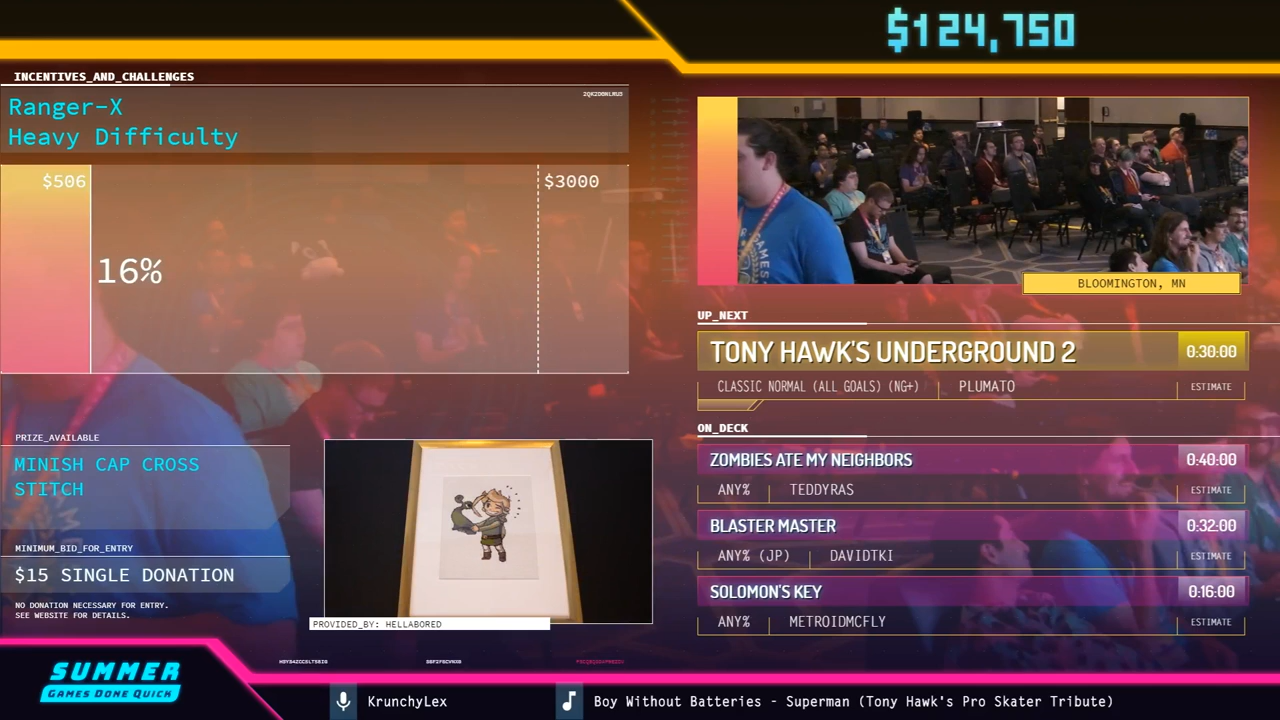 $124,750
INCENTIVES_AND_CHALLENGES
Ranger-X
Heavy Difficulty
$506
$3000
16%
BLOOMINGTON, MN
UP_NEXT
TONY HAWK'S UNDERGROUND 2
0:30:00
CLASSIC NORMAL (ALL GOALS) (NG+)
PLUMATO
ESTIMATE
ON_DECK
ZOMBIES ATE MY NEIGHBORS
0:40:00
ANY%
TEDDYRAS
ESTIMATE
BLASTER MASTER
0:32:00
ANY% (JP)
DAVIDTKI
ESTIMATE
SOLOMON'S KEY
0:16:00
ANY%
METROIDMCFLY
ESTIMATE
PRIZE_AVAILABLE
MINISH CAP CROSS
STITCH
MINIMUM_BID_FOR_ENTRY
$15 SINGLE DONATION
NO DONATION NECESSARY FOR ENTRY.
SEE WEBSITE FOR DETAILS.
PROVIDED_BY: HELLABORED
SUMMER
GAMES DONE QUICK
KrunchyLex
Boy Without Batteries - Superman (Tony Hawk's Pro Skater Tribute)